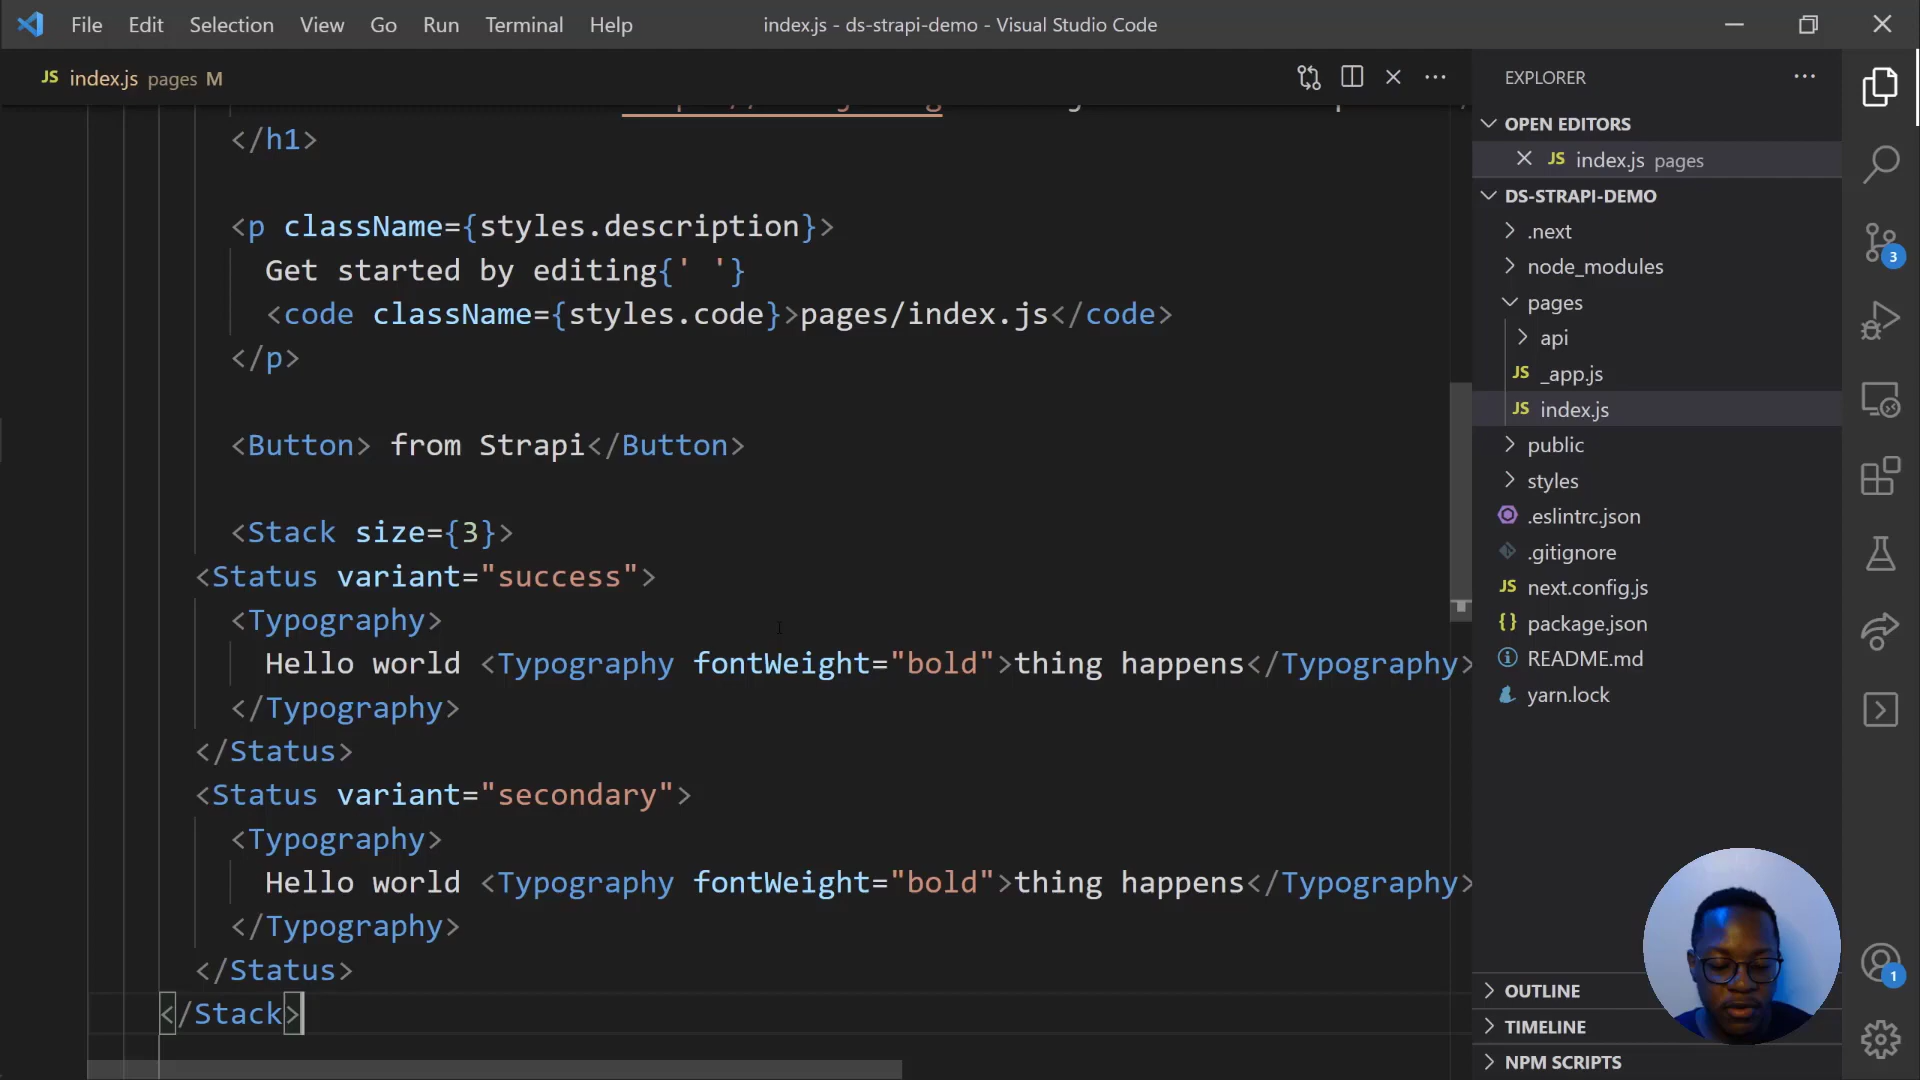 File Edit Selection View Go Run Terminal Help
index.js - ds-strapi-demo - Visual Studio Code
JS index.js pages M
</h1>
<p className={styles.description}>
Get started by editing{' '}
<code className={styles.code}>pages/index.js</code>
</p>
<Button> from Strapi</Button>
<Stack size={3}>
<Status variant="success">
<Typography>
Hello world <Typography fontWeight="bold">thing happens</Typography>
</Typography>
</Status>
<Status variant="secondary">
<Typography>
Hello world <Typography fontWeight="bold">thing happens</Typography>
</Typography>
</Status>
</Stack>
EXPLORER
OPEN EDITORS
JS index.js pages
DS-STRAPI-DEMO
.next
node_modules
pages
api
JS _app.js
JS index.js
public
styles
.eslintrc.json
.gitignore
JS next.config.js
{} package.json
README.md
yarn.lock
OUTLINE
TIMELINE
NPM SCRIPTS
3
1